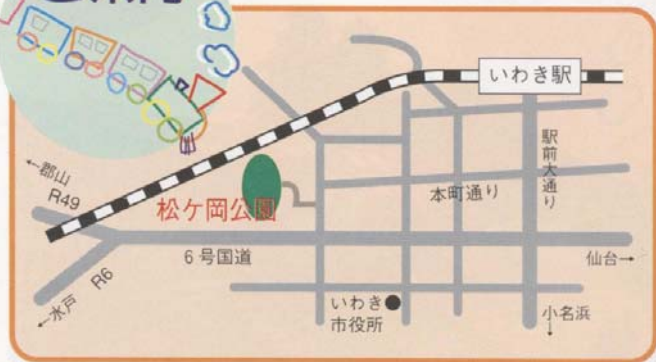 いわき駅
駅前大通り
←郡山
R49
松ケ岡公園
本町通り
6号国道
仙台→
R6
←水戸
いわき
市役所
小名浜
↓